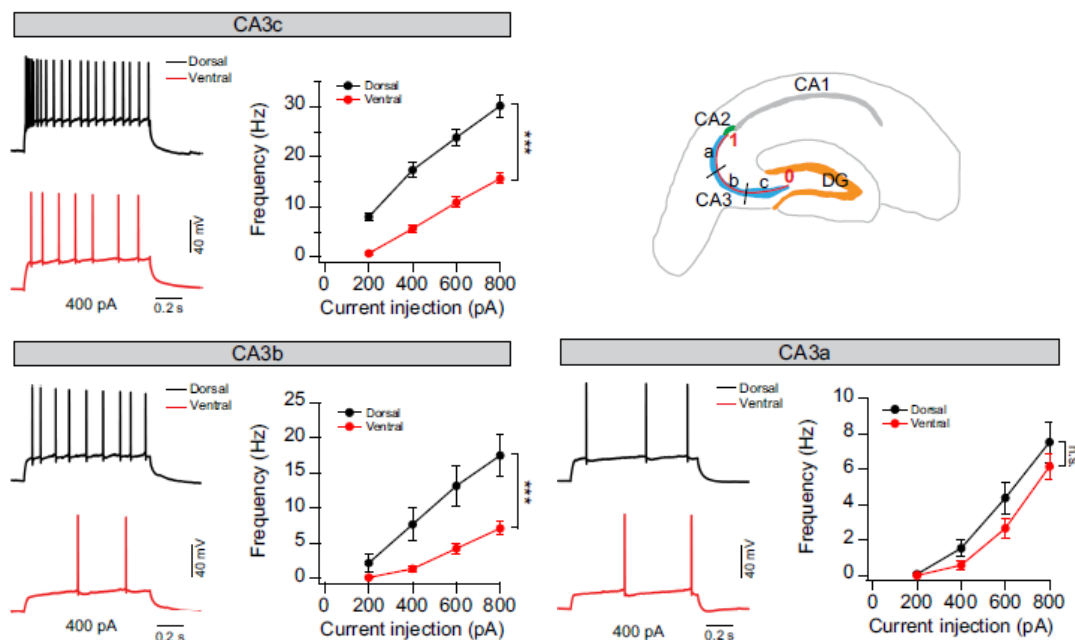 CA3c
Dorsal
Ventral
40 mV
400 pA
0.2 s
Dorsal
Ventral
Frequency (Hz)
30
20
10
0
***
0 200 400 600 800
Current injection (pA)
CA1
CA2
1
a
b
c
0
DG
CA3
CA3b
Dorsal
Ventral
40 mV
400 pA
0.2 s
Dorsal
Ventral
Frequency (Hz)
25
20
15
10
5
0
***
0 200 400 600 800
Current injection (pA)
CA3a
Dorsal
Ventral
40 mV
400 pA
0.2 s
Dorsal
Ventral
Frequency (Hz)
10
8
6
4
2
0
n.s.
0 200 400 600 800
Current injection (pA)